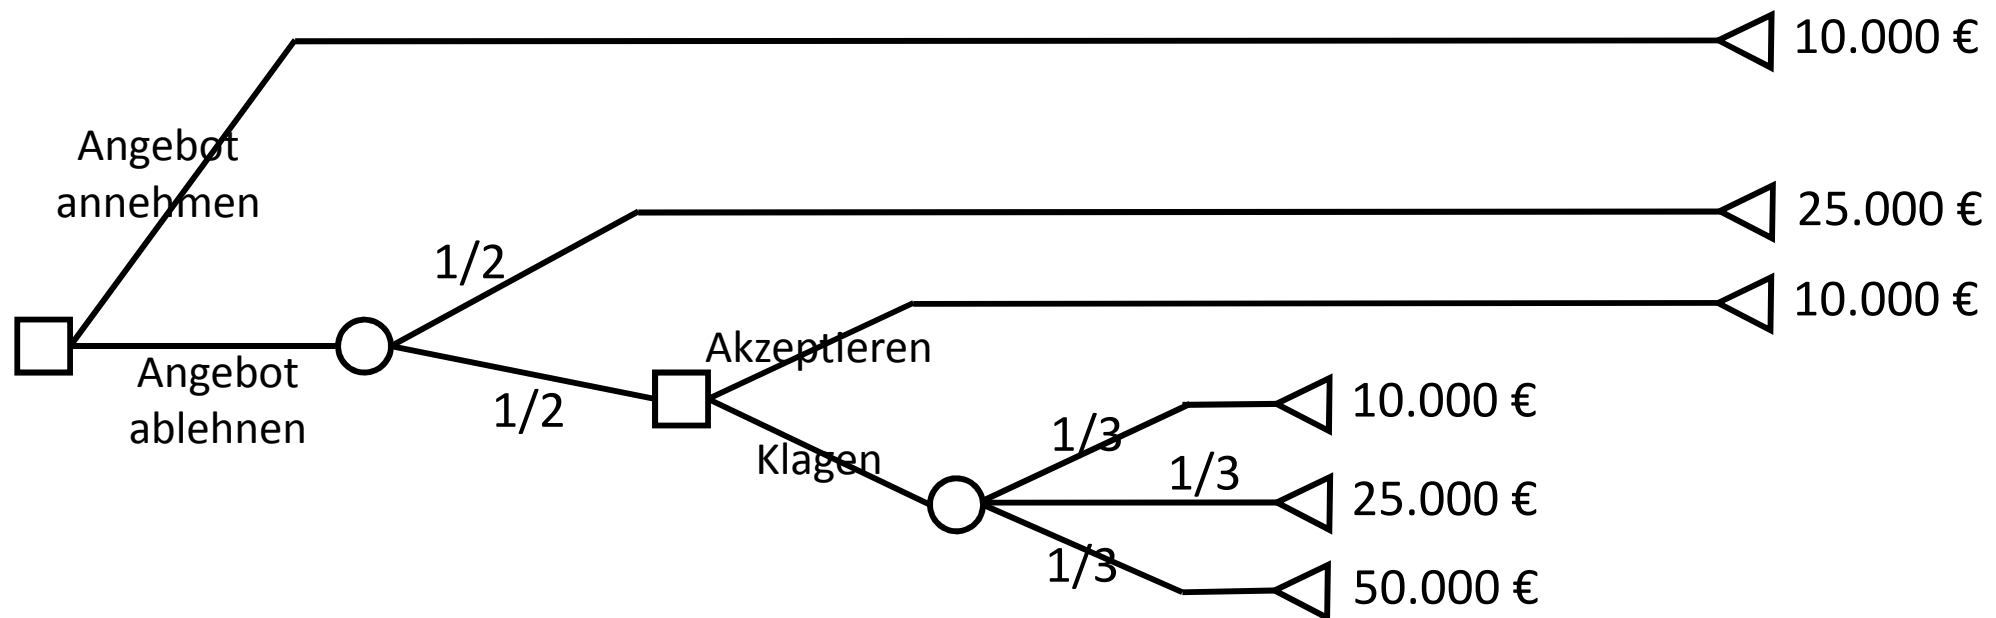 10.000 €
Angebot
annehmen
25.000 €
1/2
10.000 €
Akzeptieren
Angebot
ablehnen
1/2
10.000 €
1/3
Klagen
1/3
25.000 €
1/3
50.000 €